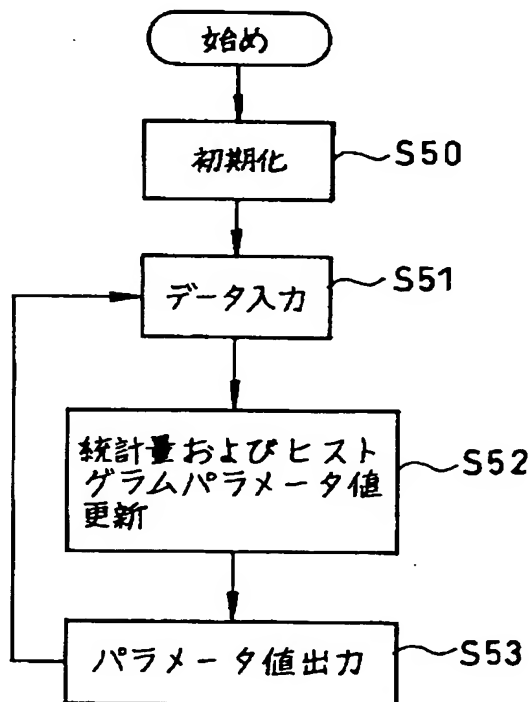 始め
初期化
S50
データ入力
S51
統計量およびヒスト
グラムパラメータ値
更新
S52
パラメータ値出力
S53